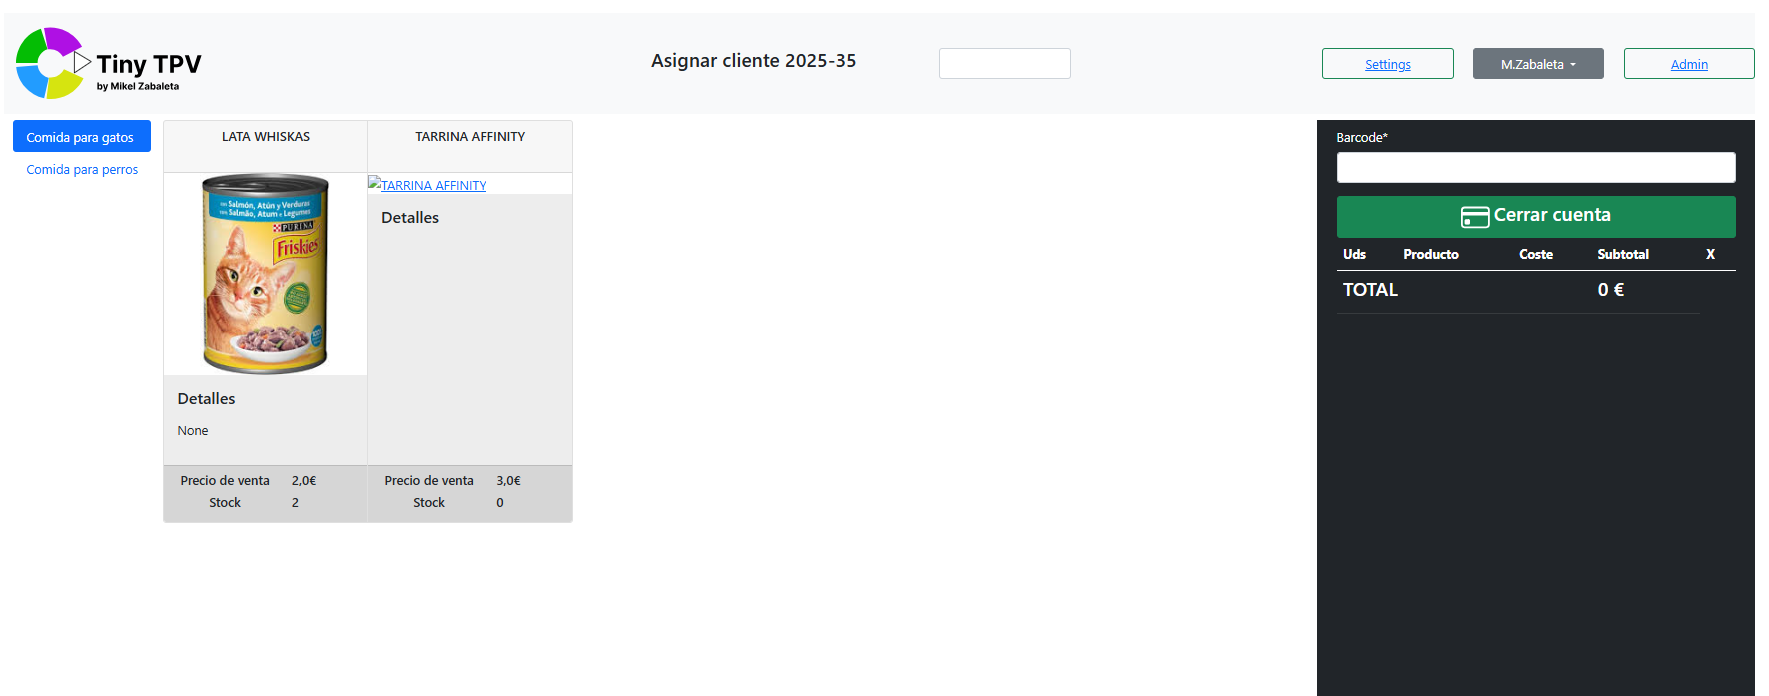 Tiny TPV
by Mikel Zabaleta
Asignar cliente 2025-35
Settings
M.Zabaleta
Admin
Comida para gatos
Comida para perros
LATA WHISKAS
con Salmón, Atún y Verduras
com Salmão, Atum e Legumes
PURINA
Friskies
Detalles
None
Precio de venta 2,0€
Stock 2
TARRINA AFFINITY
TARRINA AFFINITY
Detalles
Precio de venta 3,0€
Stock 0
Barcode*
Cerrar cuenta
Uds Producto Coste Subtotal X
TOTAL 0 €